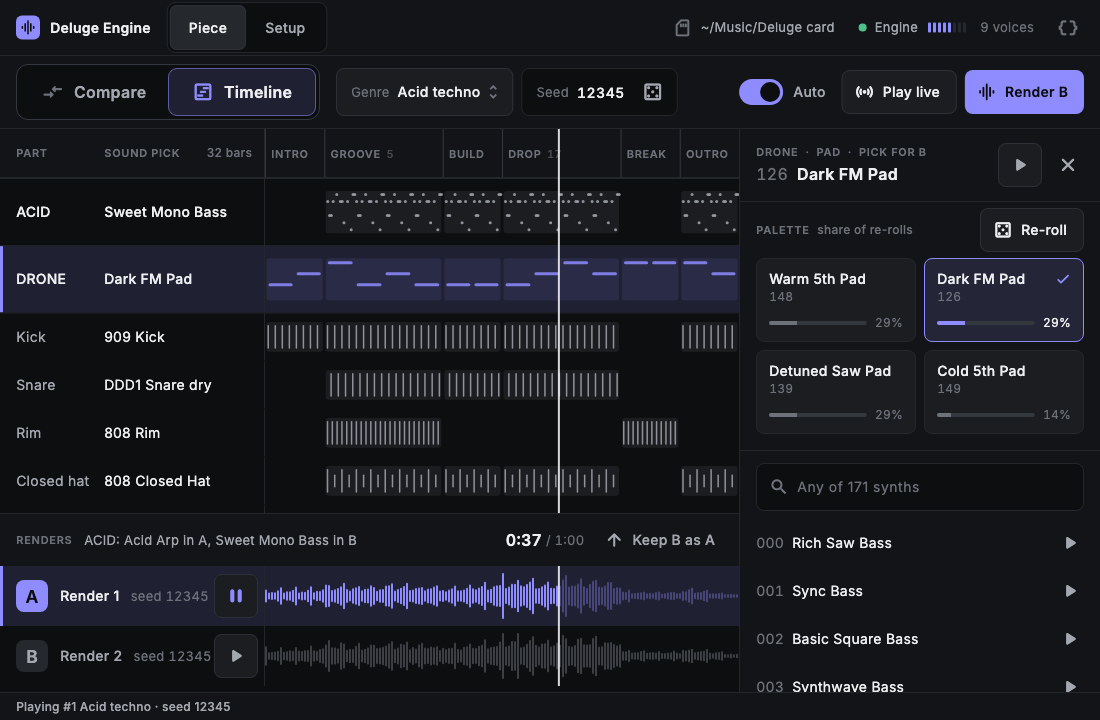 Deluge Engine
Piece
Setup
~/Music/Deluge card
Engine
9 voices
Compare
Timeline
Genre Acid techno
Seed 12345
Auto
Play live
Render B
PART
SOUND PICK
32 bars
INTRO
GROOVE 5
BUILD
DROP 17
BREAK
OUTRO
ACID Sweet Mono Bass
DRONE Dark FM Pad
Kick 909 Kick
Snare DDD1 Snare dry
Rim 808 Rim
Closed hat 808 Closed Hat
RENDERS ACID: Acid Arp in A, Sweet Mono Bass in B
0:37 / 1:00
Keep B as A
A Render 1 seed 12345
B Render 2 seed 12345
DRONE · PAD · PICK FOR B
126 Dark FM Pad
PALETTE share of re-rolls
Re-roll
Warm 5th Pad
148
29%
Dark FM Pad
126
29%
Detuned Saw Pad
139
29%
Cold 5th Pad
149
14%
Any of 171 synths
000 Rich Saw Bass
001 Sync Bass
002 Basic Square Bass
003 Synthwave Bass
Playing #1 Acid techno · seed 12345